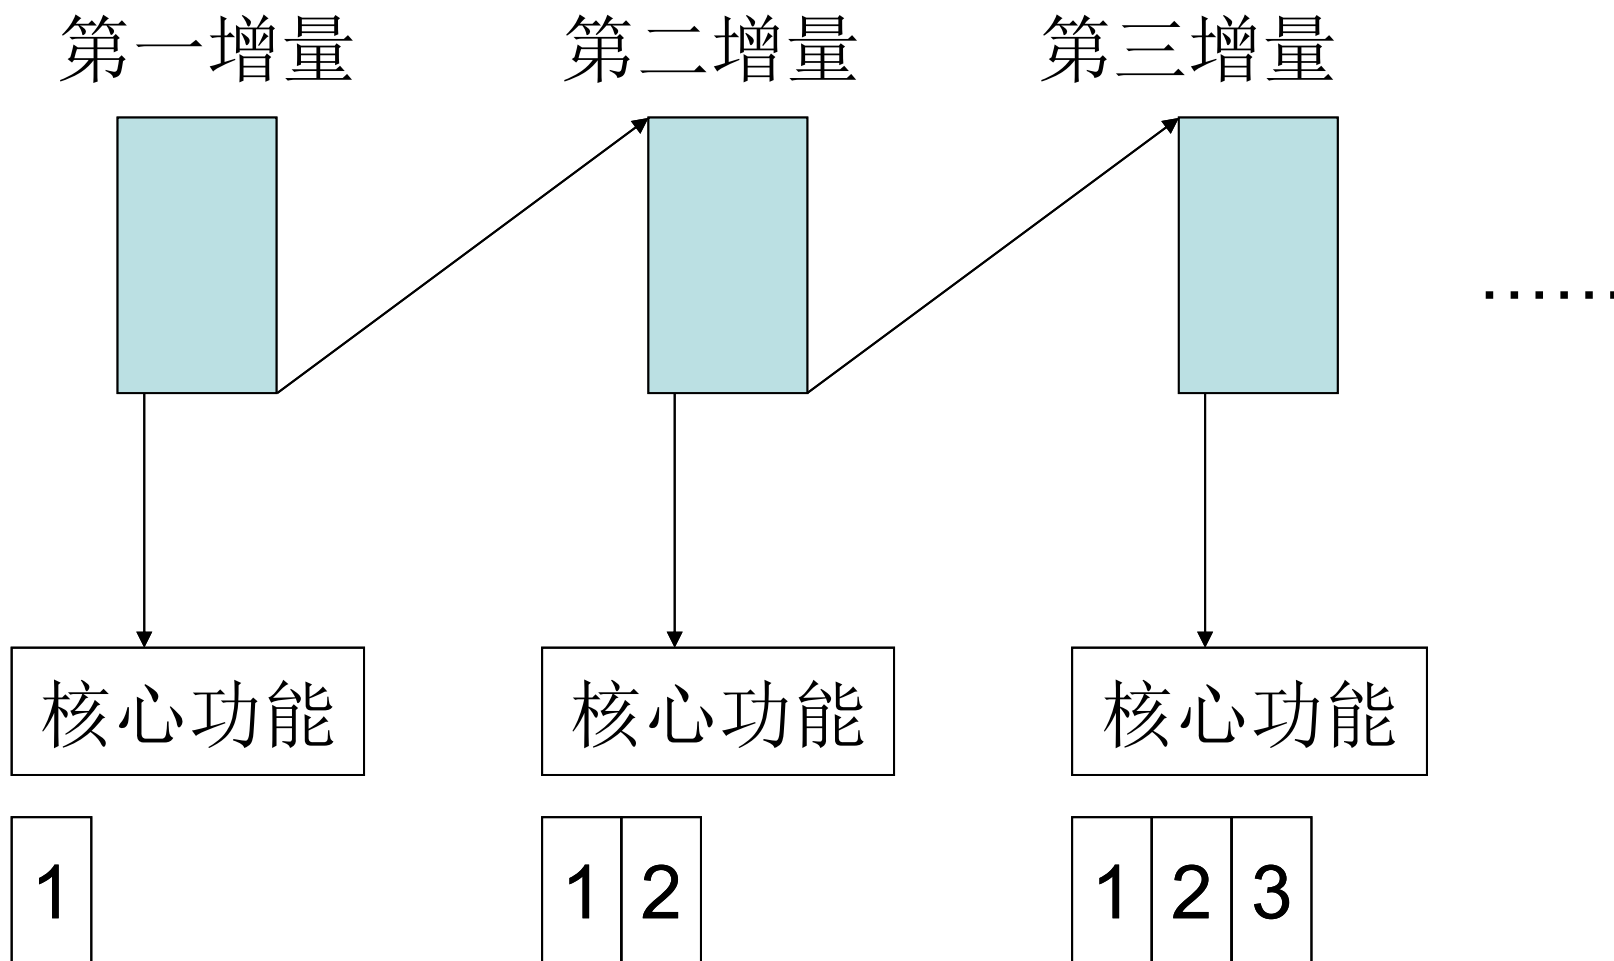 第一增量 第二增量 第三增量
······
核心功能 核心功能 核心功能
1 1 2 1 2 3